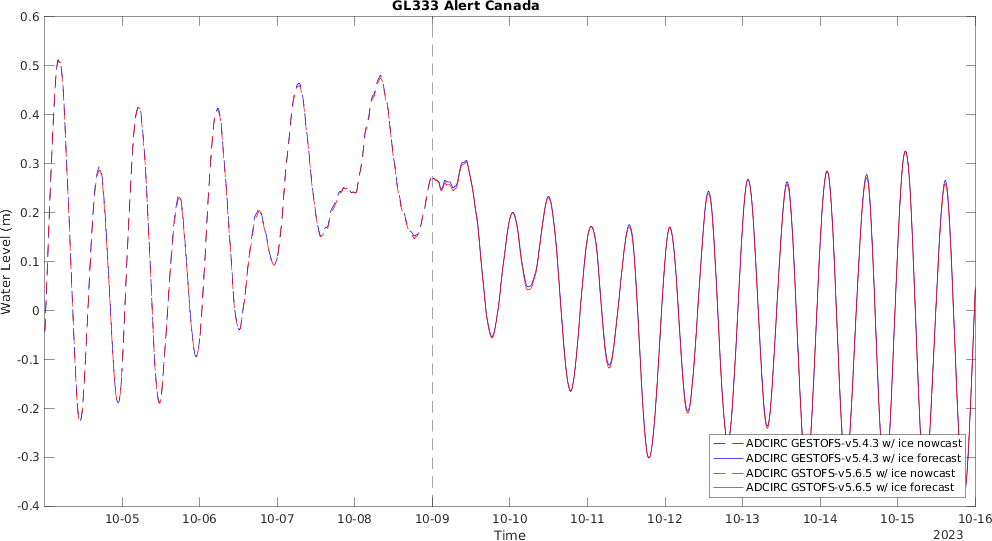 GL333 Alert Canada
0.6
0.5
0.4
0.3
0.2
0.1
0
-0.1
-0.2
-0.3
-0.4
Water Level (m)
ADCIRC GESTOFS-v5.4.3 w/ ice nowcast
ADCIRC GESTOFS-v5.4.3 w/ ice forecast
ADCIRC GSTOFS-v5.6.5 w/ ice nowcast
ADCIRC GSTOFS-v5.6.5 w/ ice forecast
10-05 10-06 10-07 10-08 10-09 10-10 10-11 10-12 10-13 10-14 10-15 10-16
Time
2023